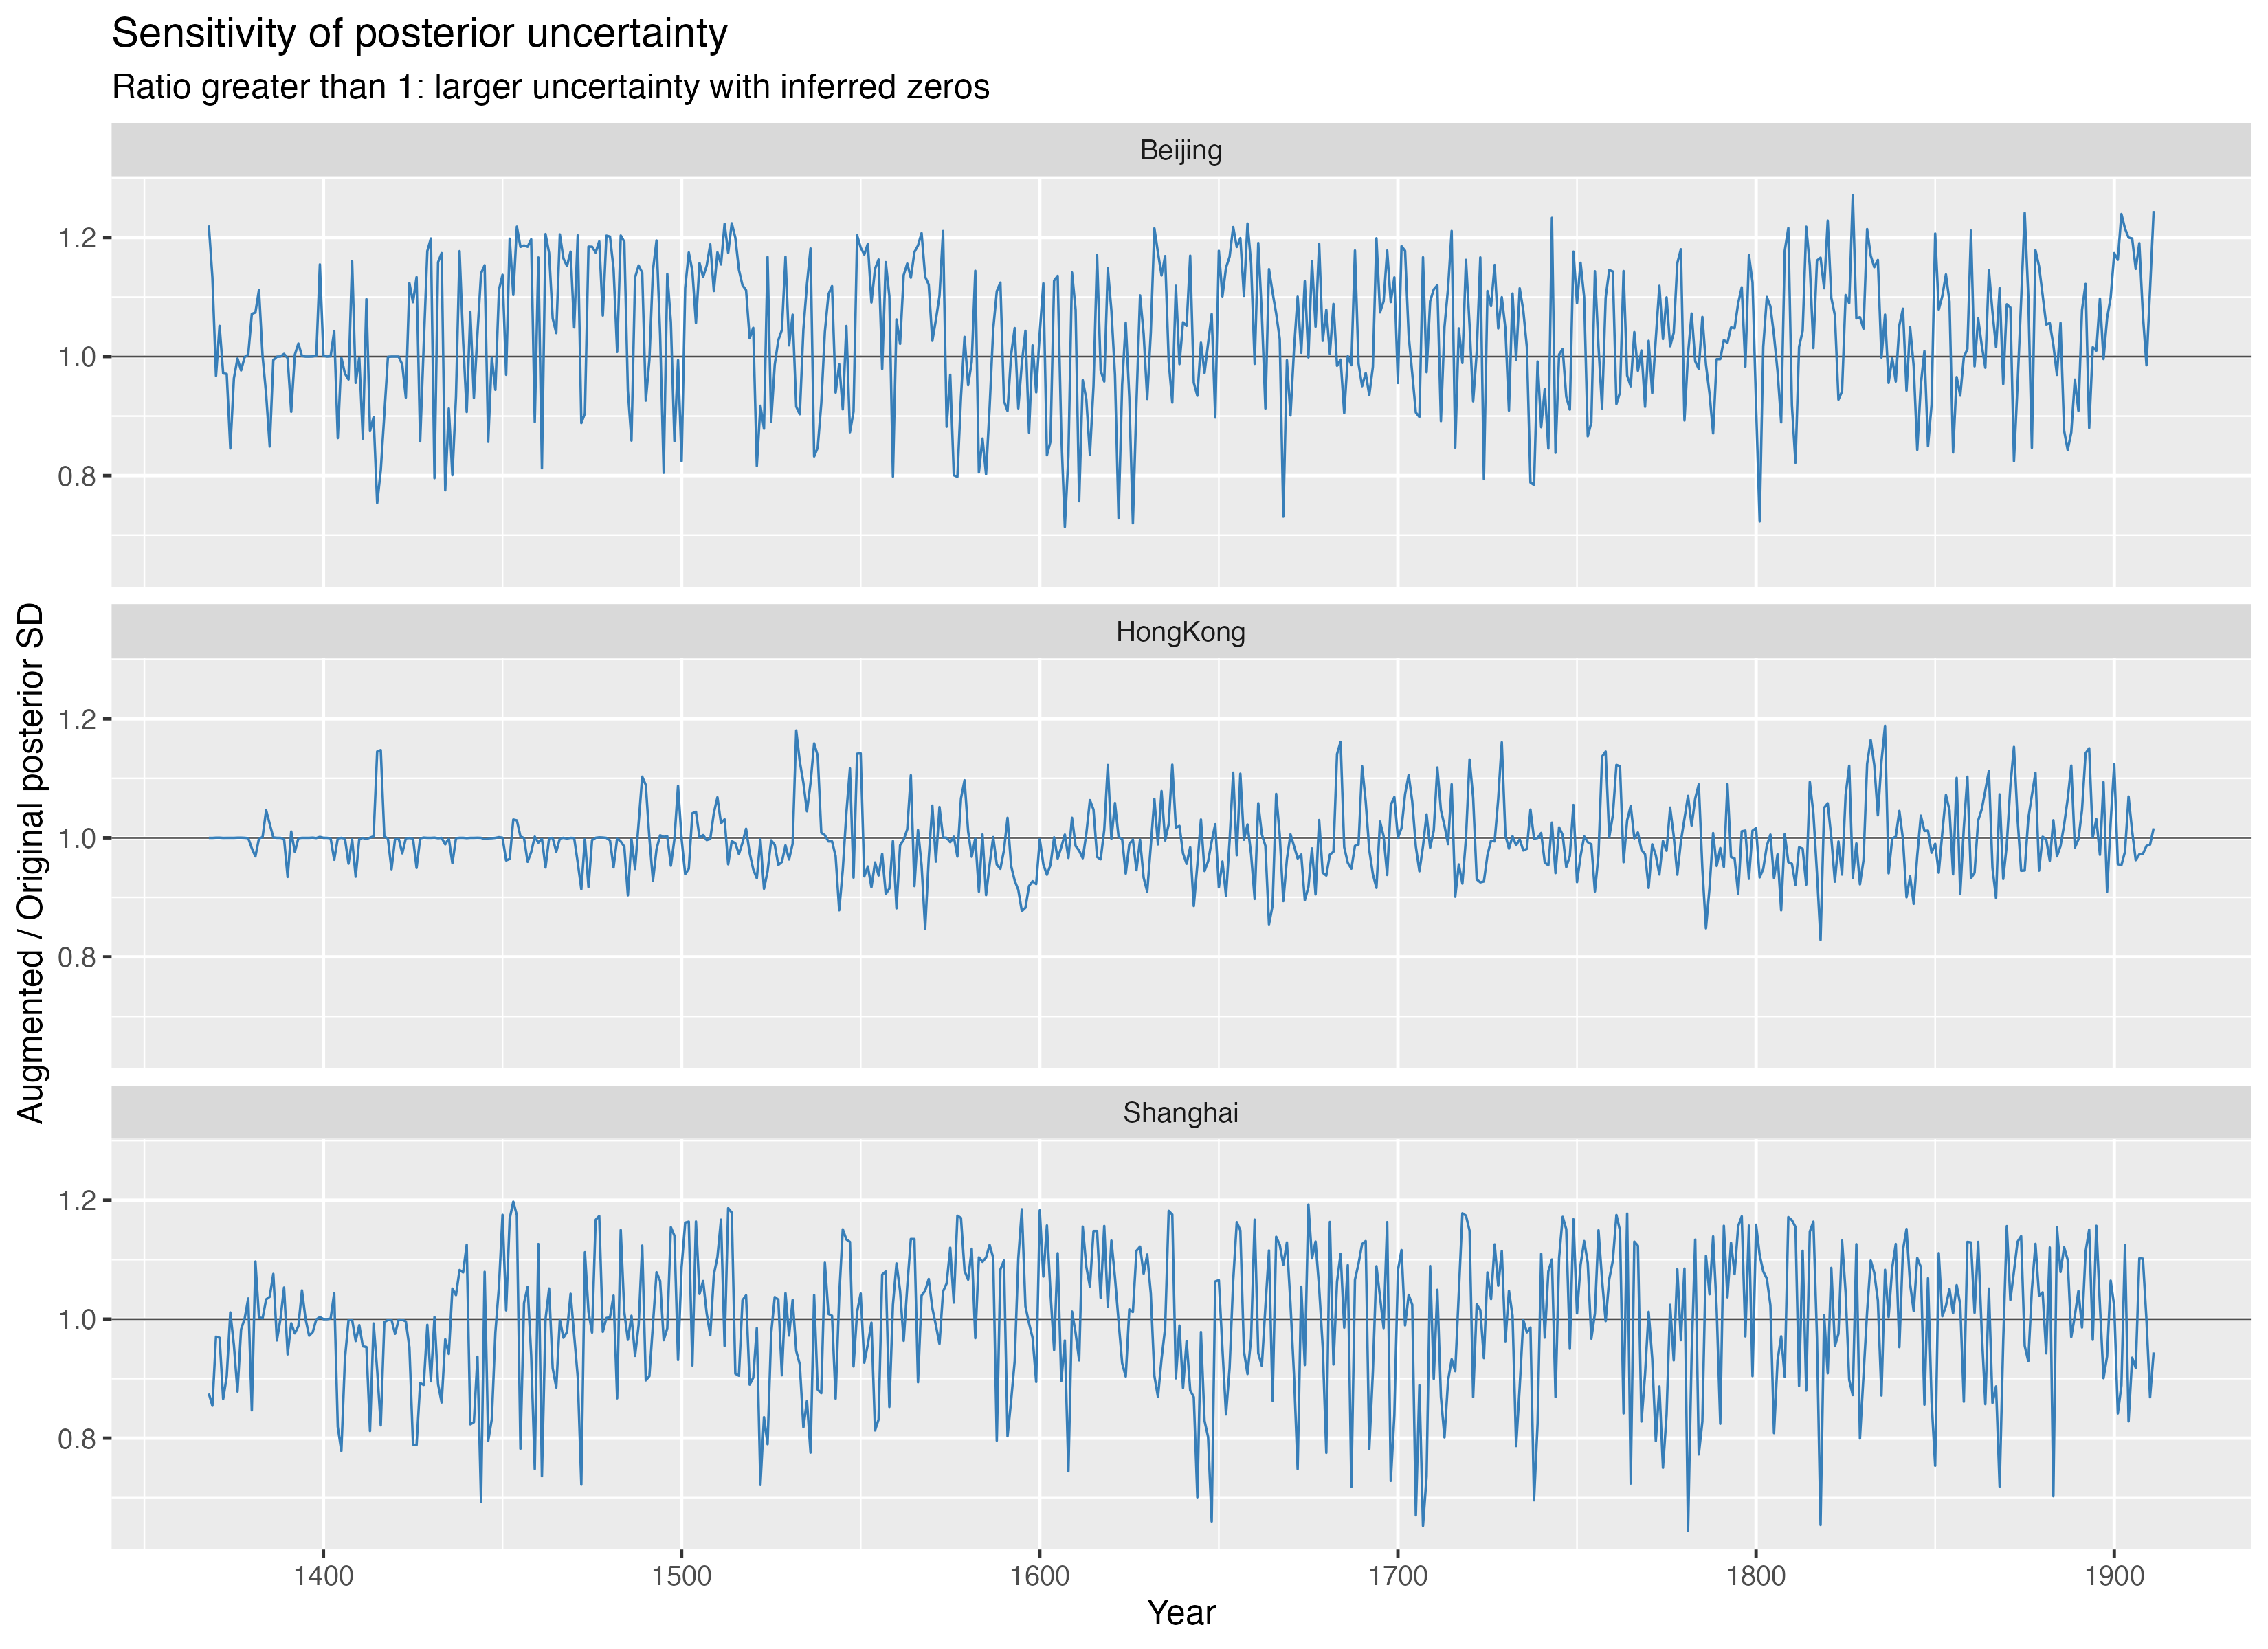 Sensitivity of posterior uncertainty
Ratio greater than 1: larger uncertainty with inferred zeros
Beijing
1.2
1.0
0.8
HongKong
1.2
1.0
0.8
Shanghai
1.2
1.0
0.8
Augmented / Original posterior SD
1400 1500 1600 1700 1800 1900
Year